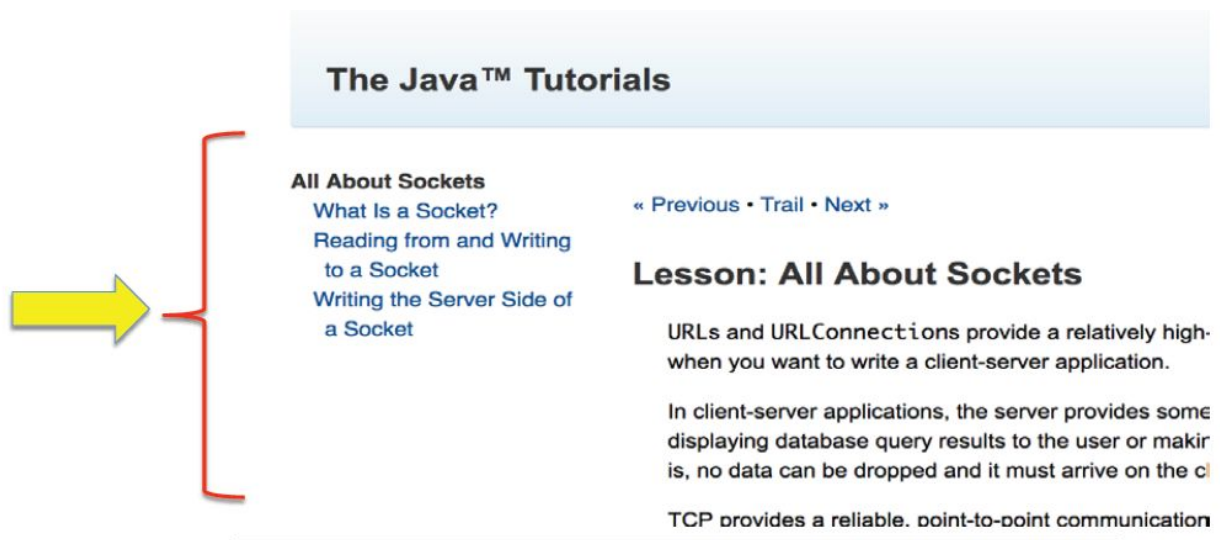 The Java™ Tutorials
All About Sockets
What Is a Socket?
Reading from and Writing
to a Socket
Writing the Server Side of
a Socket
« Previous • Trail • Next »
Lesson: All About Sockets
URLs and URLConnections provide a relatively high-
when you want to write a client-server application.
In client-server applications, the server provides some
displaying database query results to the user or makin
is, no data can be dropped and it must arrive on the cl
TCP provides a reliable, point-to-point communication